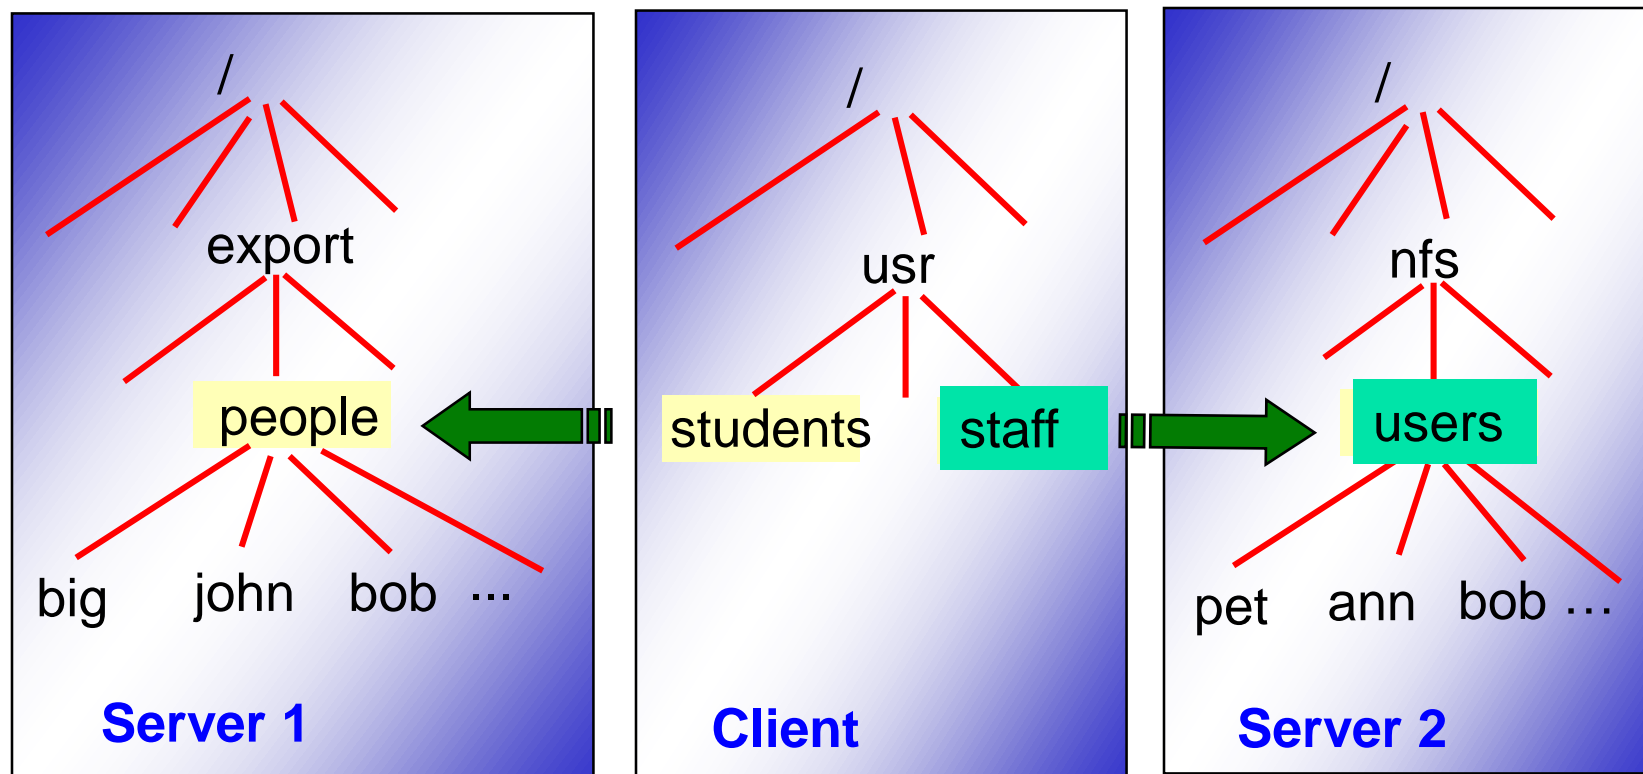 /
export
people
big john bob ...
Server 1
/
usr
students staff
Client
/
nfs
users
pet ann bob ...
Server 2